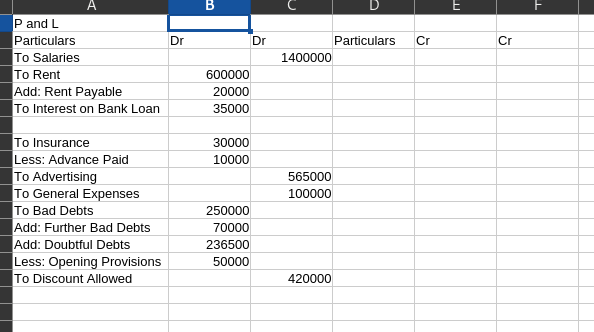 A B C D E F
P and L
Particulars Dr Dr Particulars Cr Cr
To Salaries 1400000
To Rent 600000
Add: Rent Payable 20000
To Interest on Bank Loan 35000
To Insurance 30000
Less: Advance Paid 10000
To Advertising 565000
To General Expenses 100000
To Bad Debts 250000
Add: Further Bad Debts 70000
Add: Doubtful Debts 236500
Less: Opening Provisions 50000
To Discount Allowed 420000